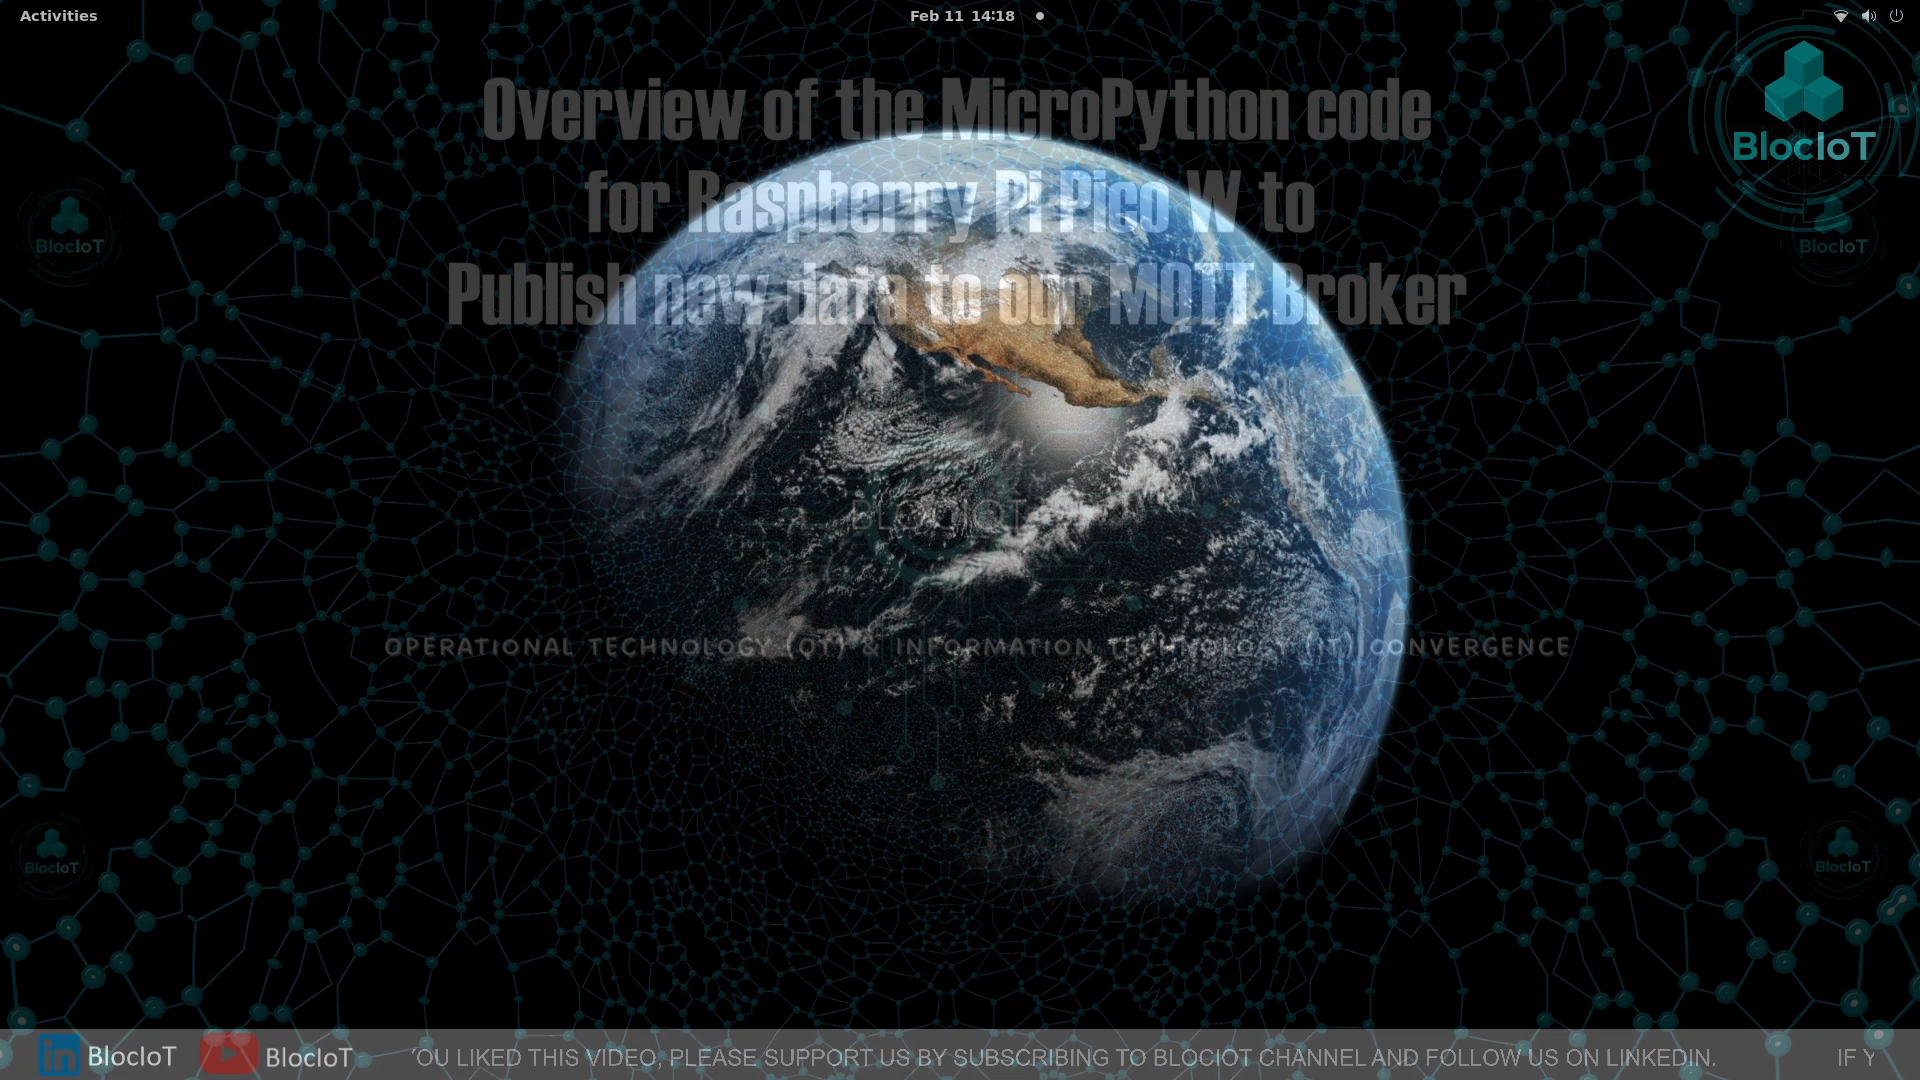 Activities
Feb 11 14:18
Overview of the MicroPython code
for Raspberry Pi Pico W to
Publish new data to our MQTT Broker
BlocIoT
BlocIoT
BlocIoT
BLOCIOT
OPERATIONAL TECHNOLOGY (OT) & INFORMATION TECHNOLOGY (IT) CONVERGENCE
BlocIoT
BlocIoT
in BlocIoT
BlocIoT
OU LIKED THIS VIDEO, PLEASE SUPPORT US BY SUBSCRIBING TO BLOCIOT CHANNEL AND FOLLOW US ON LINKEDIN.
IF Y